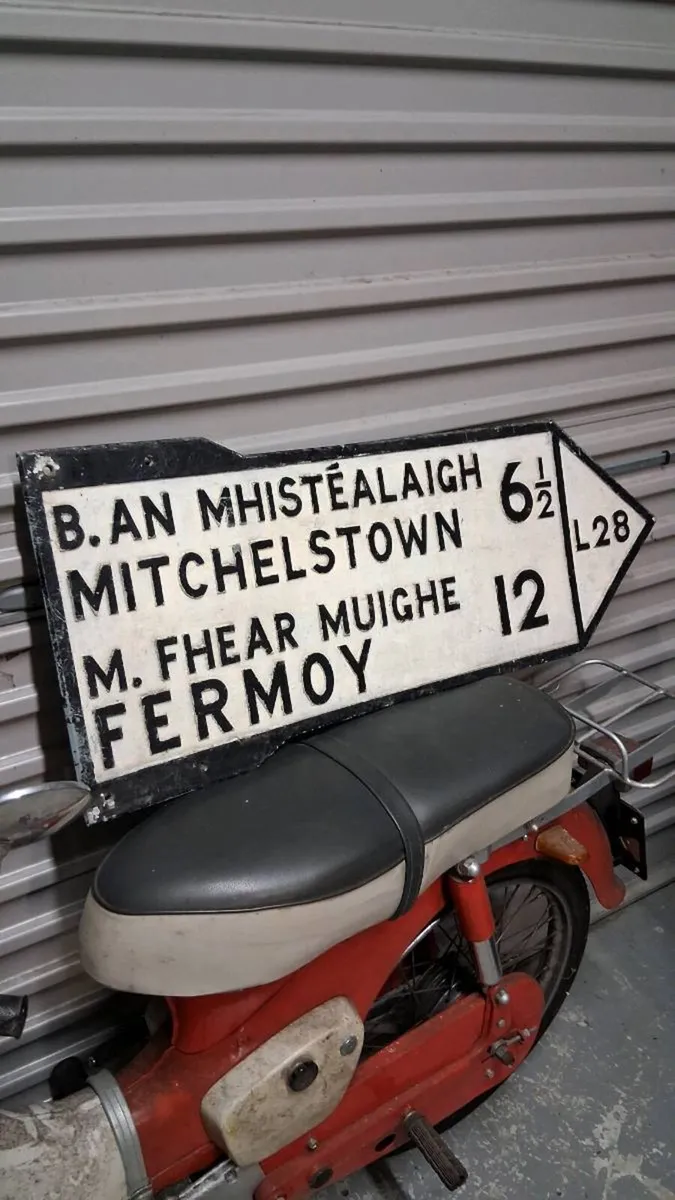 B. AN MHISTÉALAIGH 6½
MITCHELSTOWN
M. FHEAR MUIGHE 12
FERMOY
L28